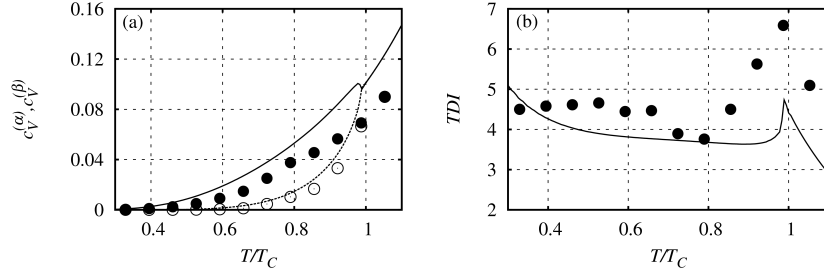 0.16
0.12
0.08
0.04
0
(a)
c_V^(α), c_V^(β)
0.4 0.6 0.8 1
T/T_C
7
6
5
4
3
2
(b)
TDI
0.4 0.6 0.8 1
T/T_C